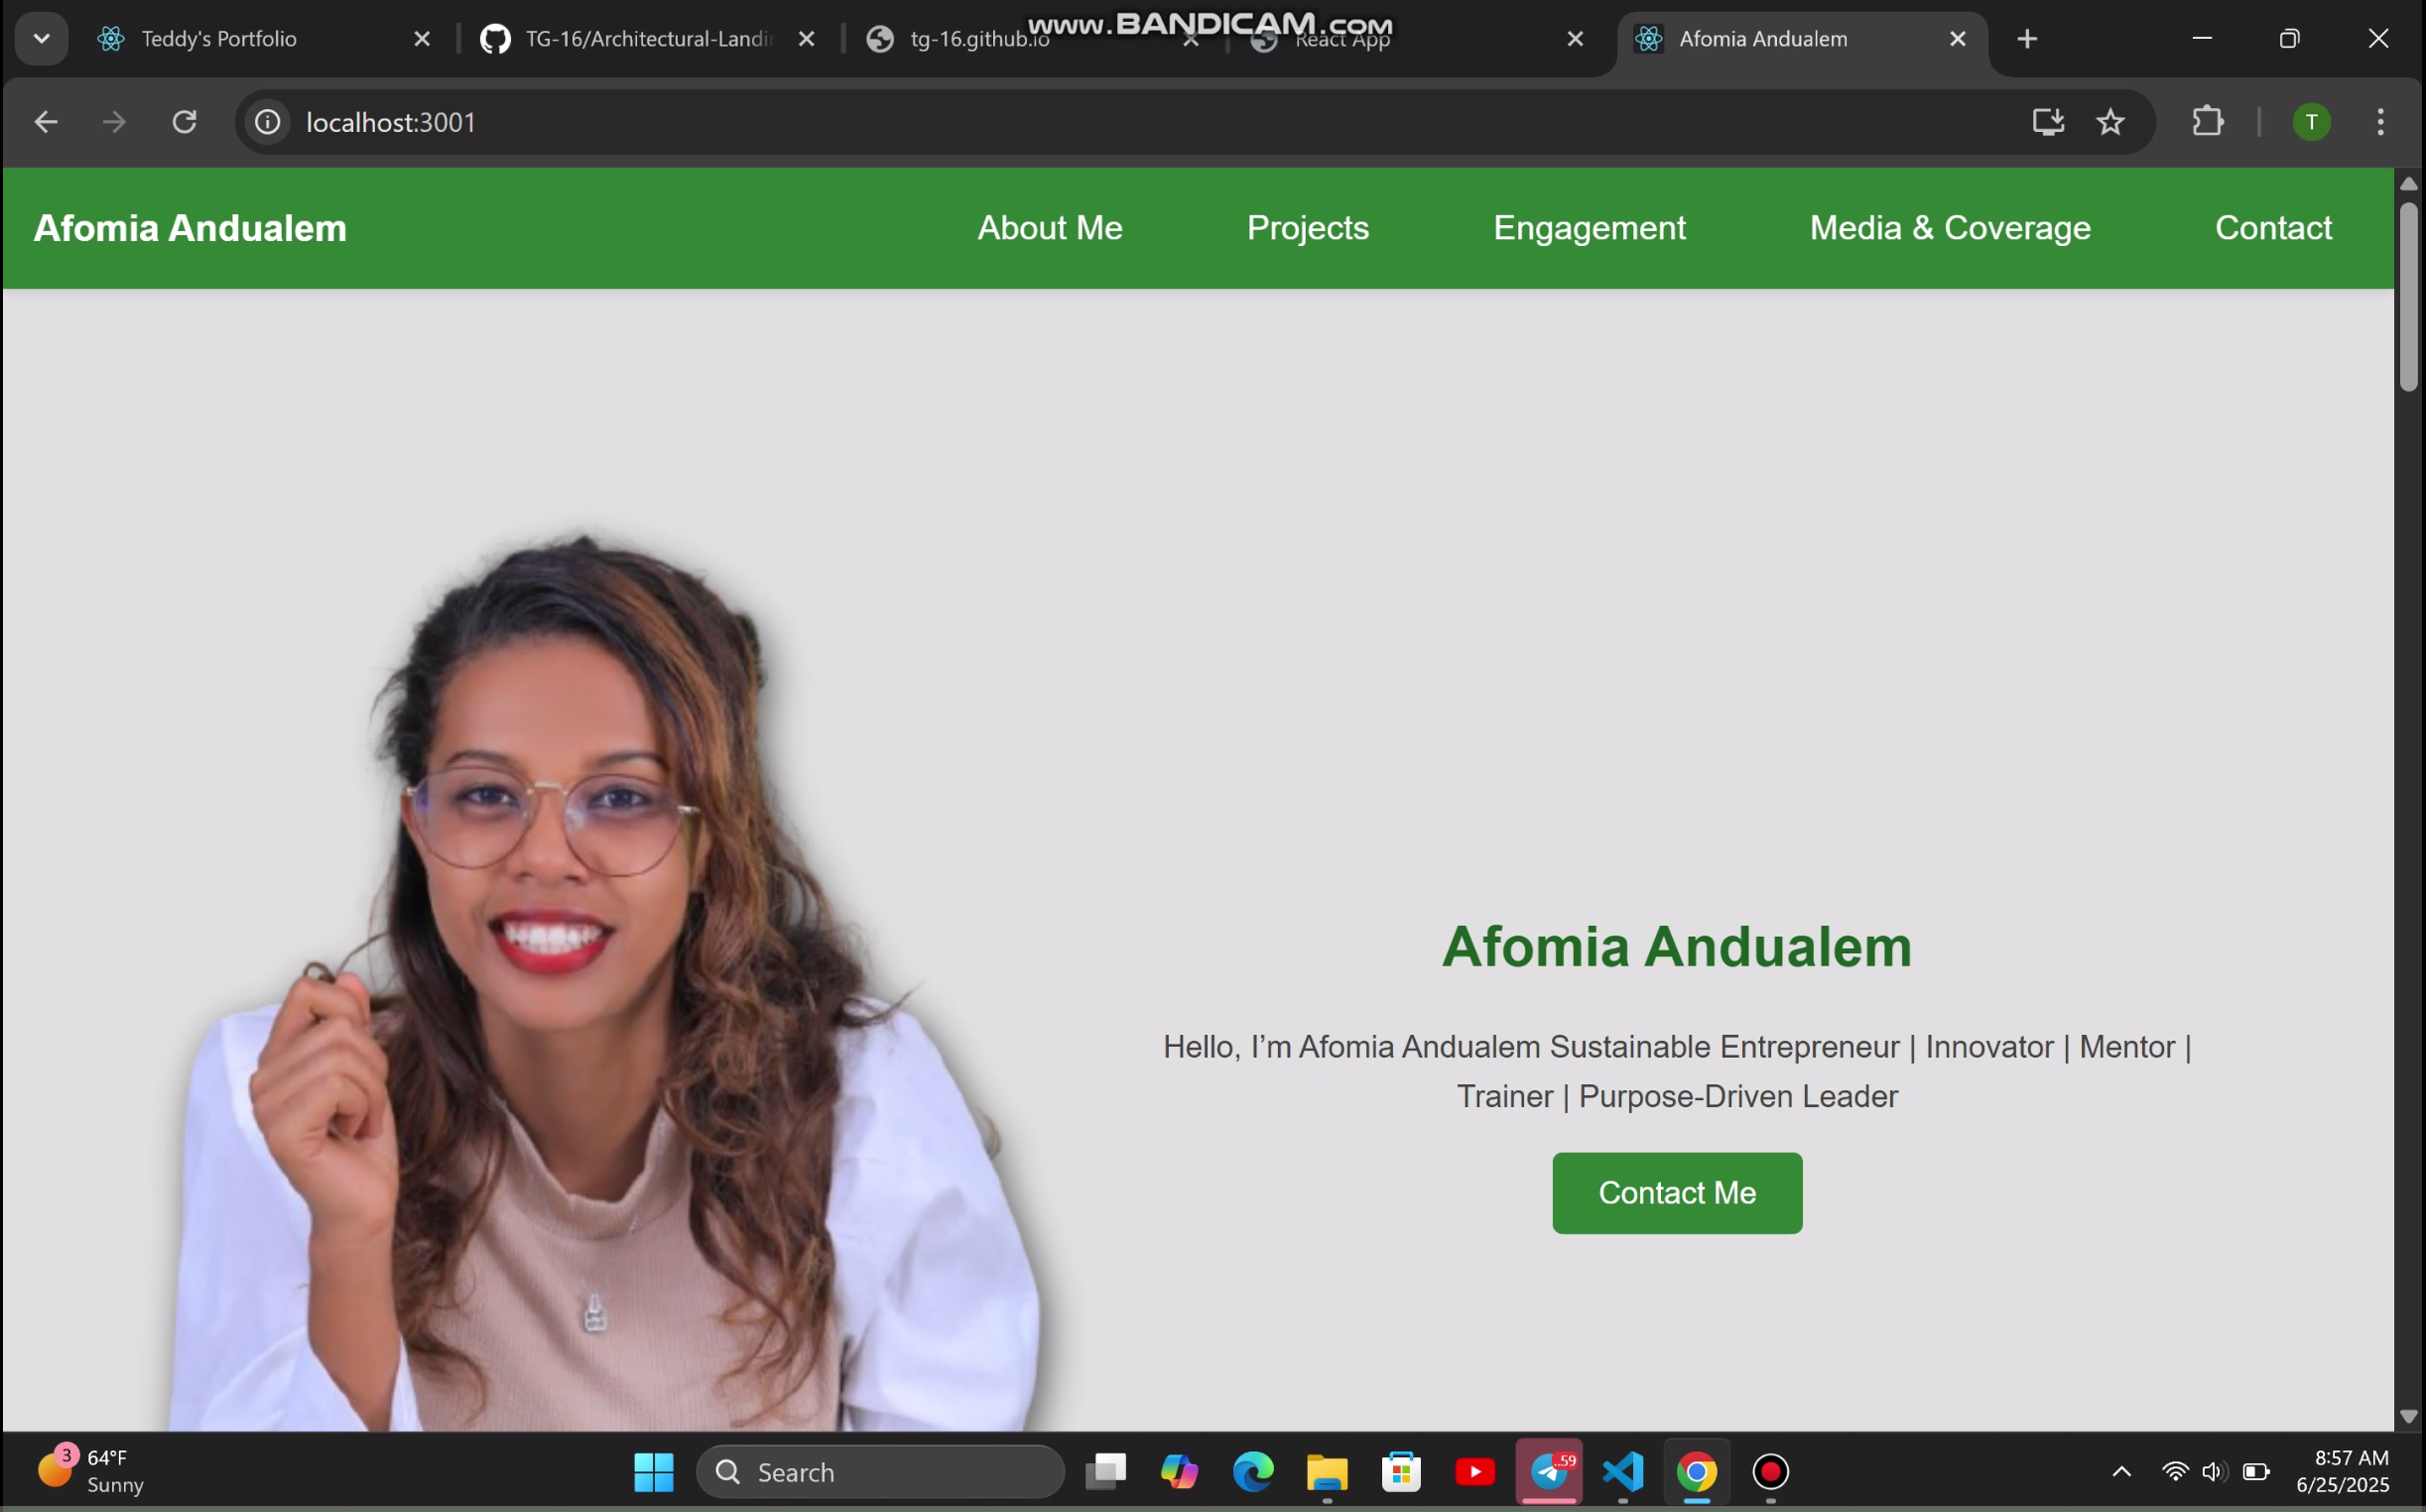 www.BANDICAM.com
Teddy's Portfolio
TG-16/Architectural-Landin
tg-16.github.io
React App
Afomia Andualem
localhost:3001
T
Afomia Andualem
About Me
Projects
Engagement
Media & Coverage
Contact
Afomia Andualem
Hello, I’m Afomia Andualem Sustainable Entrepreneur | Innovator | Mentor |
Trainer | Purpose-Driven Leader
Contact Me
3
64°F
Sunny
Search
..59
8:57 AM
6/25/2025